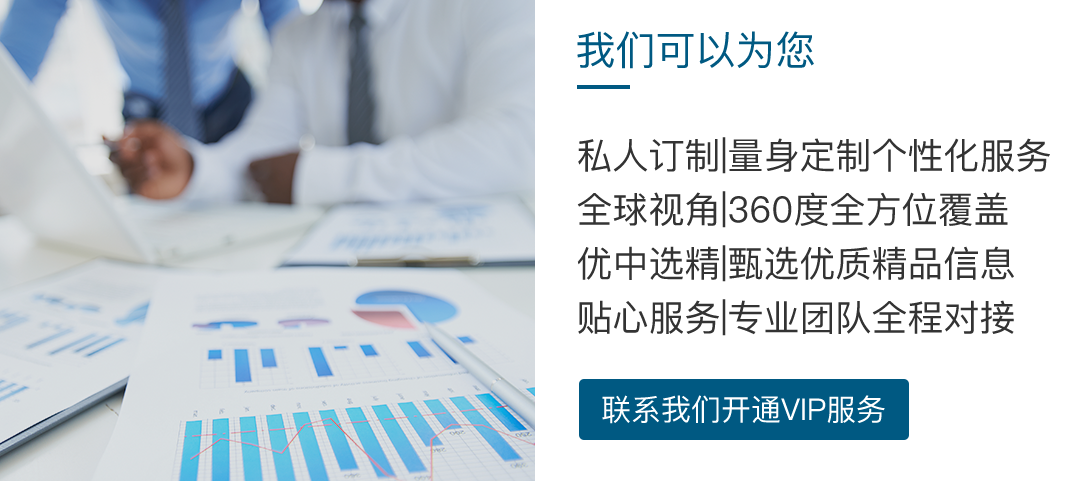 我们可以为您
私人订制|量身定制个性化服务
全球视角|360度全方位覆盖
优中选精|甄选优质精品信息
贴心服务|专业团队全程对接
联系我们开通VIP服务